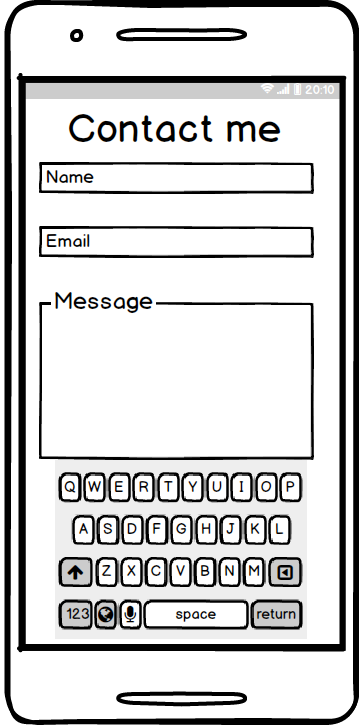 20:10
Contact me
Name
Email
Message
Q W E R T Y U I O P
A S D F G H J K L
Z X C V B N M
123 space return